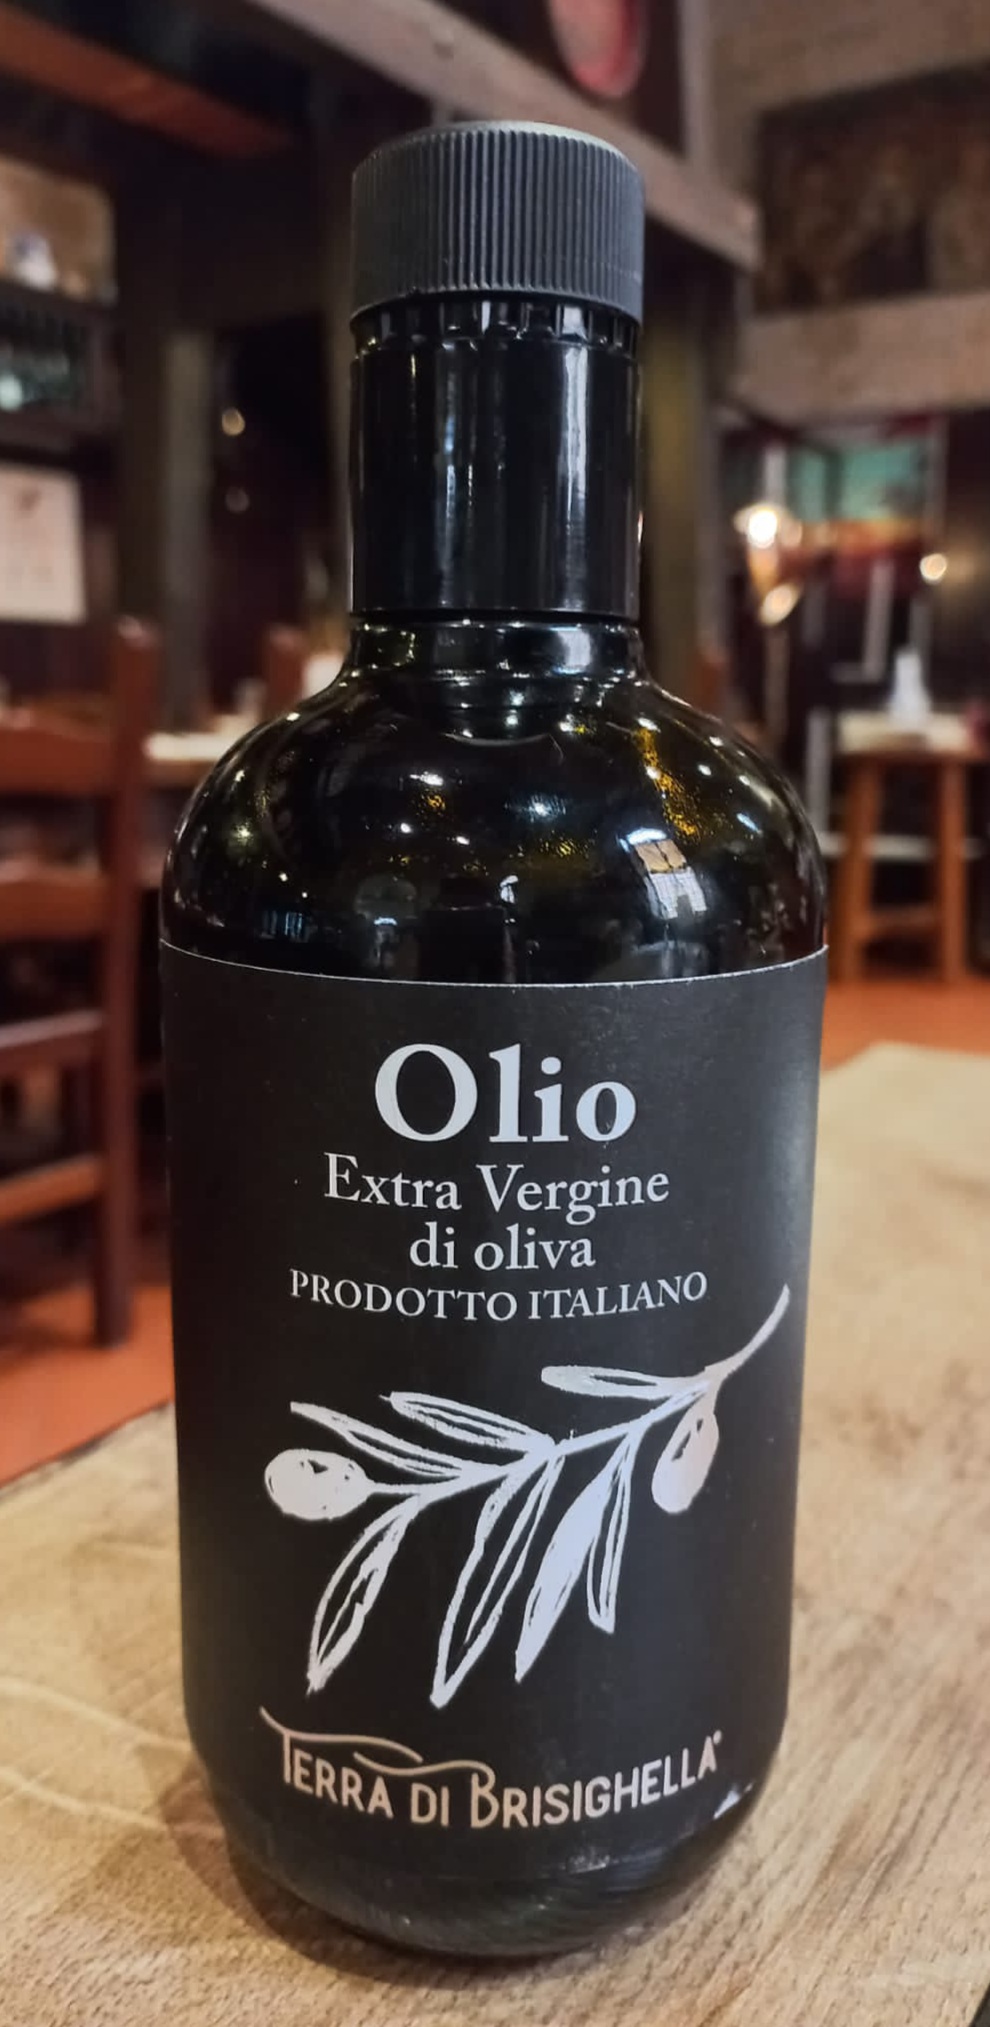 Olio
Extra Vergine
di oliva
PRODOTTO ITALIANO
TERRA DI BRISIGHELLA